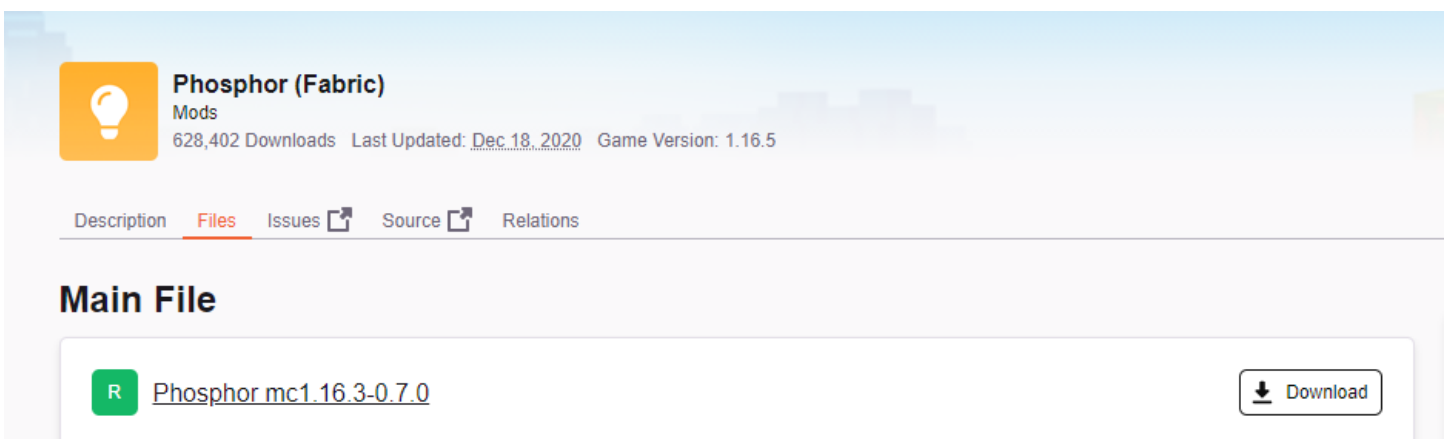 Phosphor (Fabric)
Mods
628,402 Downloads Last Updated: Dec 18, 2020 Game Version: 1.16.5
Description Files Issues Source Relations
Main File
R Phosphor mc1.16.3-0.7.0 Download